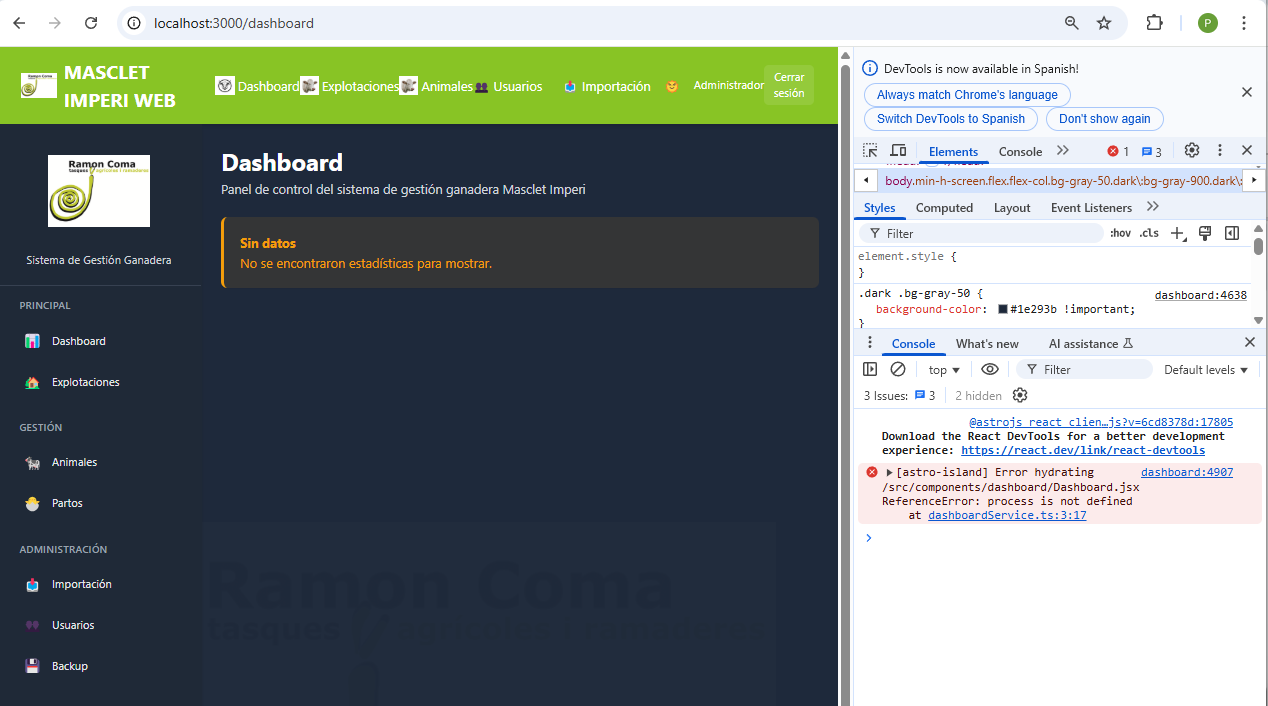 localhost:3000/dashboard
P
Ramon Coma
MASCLET
IMPERI WEB
Dashboard
Explotaciones
Animales
Usuarios
Importación
Administrador
Cerrar
sesión
Ramon Coma
tasques agrícoles i ramaderes
Sistema de Gestión Ganadera
PRINCIPAL
Dashboard
Explotaciones
GESTIÓN
Animales
Partos
ADMINISTRACIÓN
Importación
Usuarios
Backup
Dashboard
Panel de control del sistema de gestión ganadera Masclet Imperi
Sin datos
No se encontraron estadísticas para mostrar.
Ramon Coma
tasques agrícoles i ramaderes
DevTools is now available in Spanish!
Always match Chrome's language
Switch DevTools to Spanish
Don't show again
Elements
Console
1
3
body.min-h-screen.flex.flex-col.bg-gray-50.dark\:bg-gray-900.dark\:
Styles
Computed
Layout
Event Listeners
Filter
:hov
.cls
element.style {
}
.dark .bg-gray-50 {
dashboard:4638
background-color: #1e293b !important;
}
Console
What's new
AI assistance
top
Filter
Default levels
3 Issues: 3
2 hidden
@astrojs_react_clien…js?v=6cd8378d:17805
Download the React DevTools for a better development
experience: https://react.dev/link/react-devtools
[astro-island] Error hydrating
dashboard:4907
/src/components/dashboard/Dashboard.jsx
ReferenceError: process is not defined
at dashboardService.ts:3:17